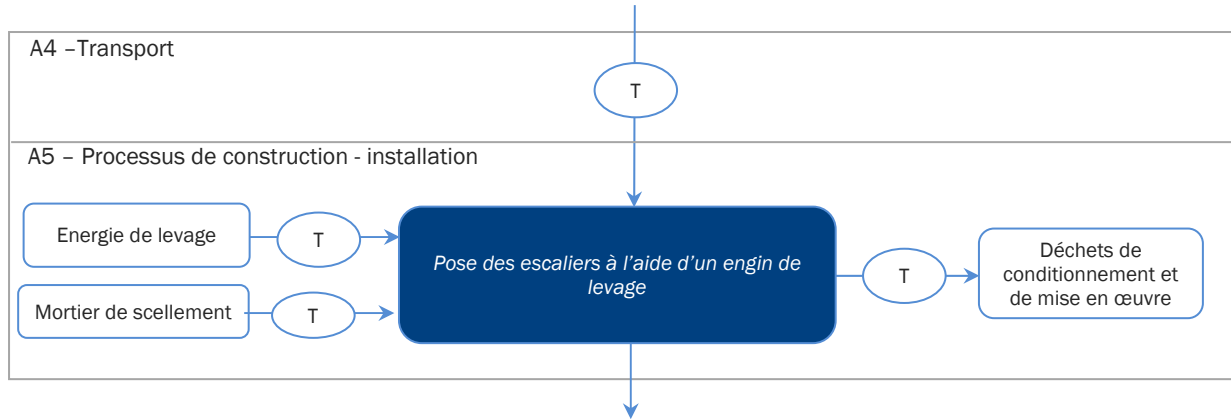 A4 –Transport
T
A5 – Processus de construction - installation
Energie de levage
T
Mortier de scellement
T
Pose des escaliers à l’aide d’un engin de
levage
T
Déchets de
conditionnement et
de mise en œuvre